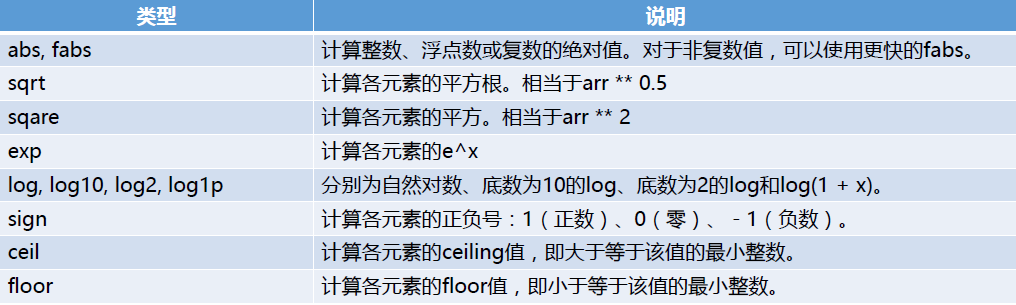 类型 说明
abs, fabs 计算整数、浮点数或复数的绝对值。对于非复数值，可以使用更快的fabs。
sqrt 计算各元素的平方根。相当于arr ** 0.5
sqare 计算各元素的平方。相当于arr ** 2
exp 计算各元素的e^x
log, log10, log2, log1p 分别为自然对数、底数为10的log、底数为2的log和log(1 + x)。
sign 计算各元素的正负号：1（正数）、0（零）、﹣1（负数）。
ceil 计算各元素的ceiling值，即大于等于该值的最小整数。
floor 计算各元素的floor值，即小于等于该值的最小整数。